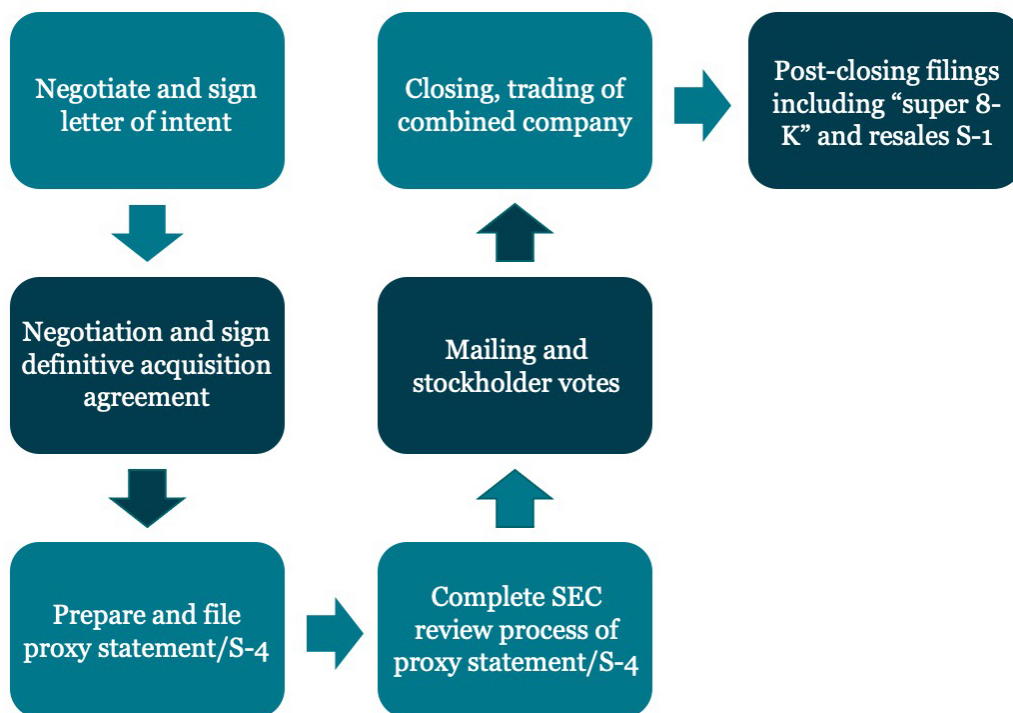 Negotiate and sign
letter of intent
Negotiation and sign
definitive acquisition
agreement
Prepare and file
proxy statement/S-4
Complete SEC
review process of
proxy statement/S-4
Mailing and
stockholder votes
Closing, trading of
combined company
Post-closing filings
including “super 8-
K” and resales S-1